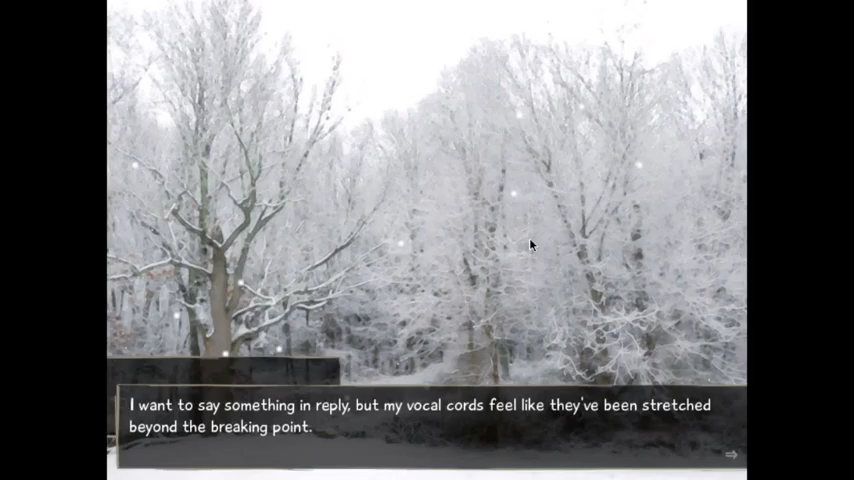 I want to say something in reply, but my vocal cords feel like they've been stretched
beyond the breaking point.